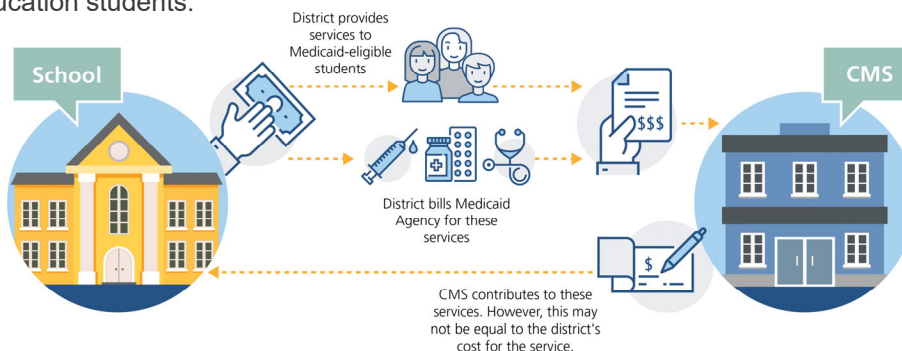 ucation students.
District provides
services to
Medicaid-eligible
students
School
CMS
$$$
District bills Medicaid
Agency for these
services
$
CMS contributes to these
services. However, this may
not be equal to the district's
cost for the service.